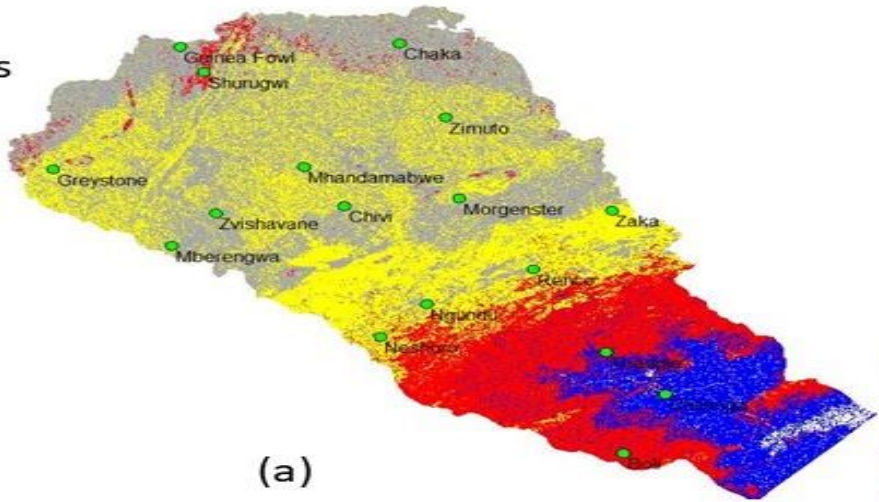 s
Guinea Fowl
Chaka
Shurugwi
Zimuto
Greystone
Mhandamabwe
Zvishavane
Chivi
Morgenster
Zaka
Mberengwa
Renco
Ngundu
Neshuro
Boli
(a)